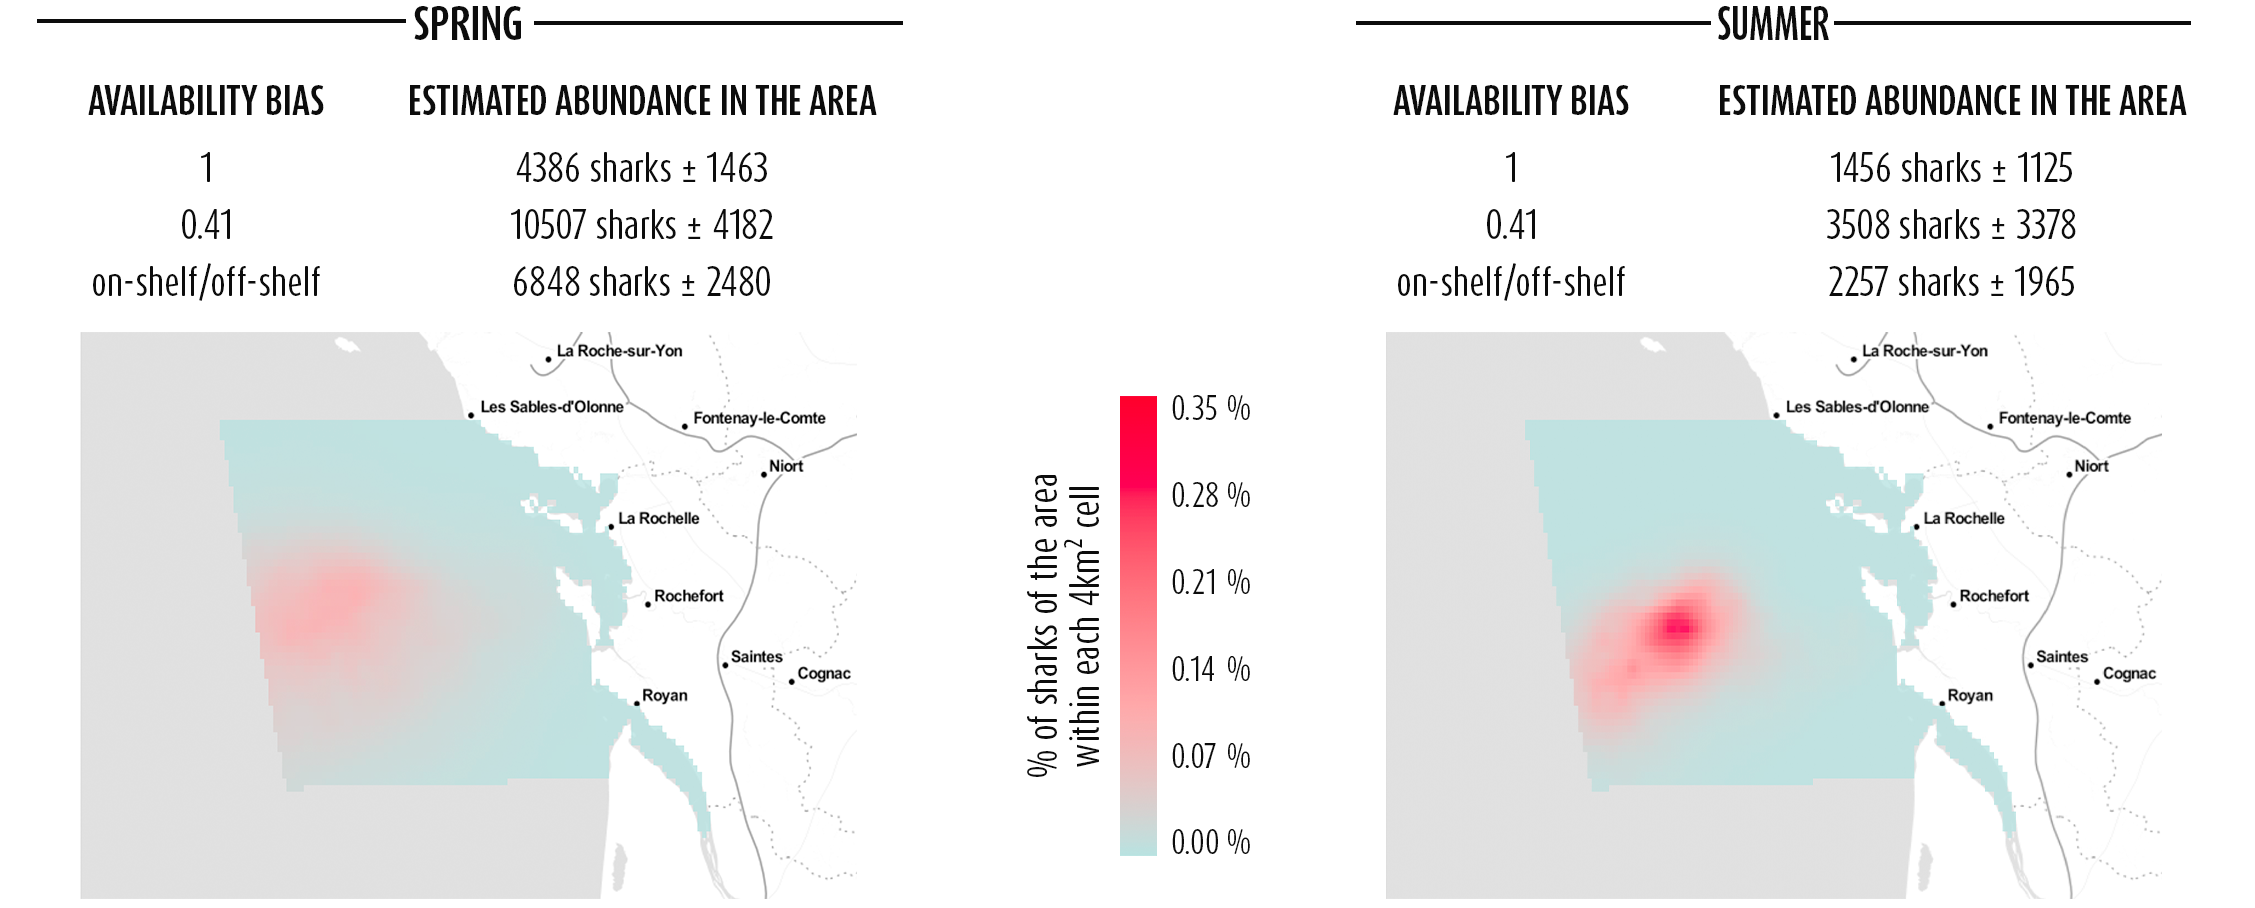 SPRING
AVAILABILITY BIAS ESTIMATED ABUNDANCE IN THE AREA
1 4386 sharks ± 1463
0.41 10507 sharks ± 4182
on-shelf/off-shelf 6848 sharks ± 2480
La Roche-sur-Yon
Les Sables-d'Olonne
Fontenay-le-Comte
Niort
La Rochelle
Rochefort
Saintes
Cognac
Royan
% of sharks of the area
within each 4km² cell
0.35 %
0.28 %
0.21 %
0.14 %
0.07 %
0.00 %
SUMMER
AVAILABILITY BIAS ESTIMATED ABUNDANCE IN THE AREA
1 1456 sharks ± 1125
0.41 3508 sharks ± 3378
on-shelf/off-shelf 2257 sharks ± 1965
La Roche-sur-Yon
Les Sables-d'Olonne
Fontenay-le-Comte
Niort
La Rochelle
Rochefort
Saintes
Cognac
Royan